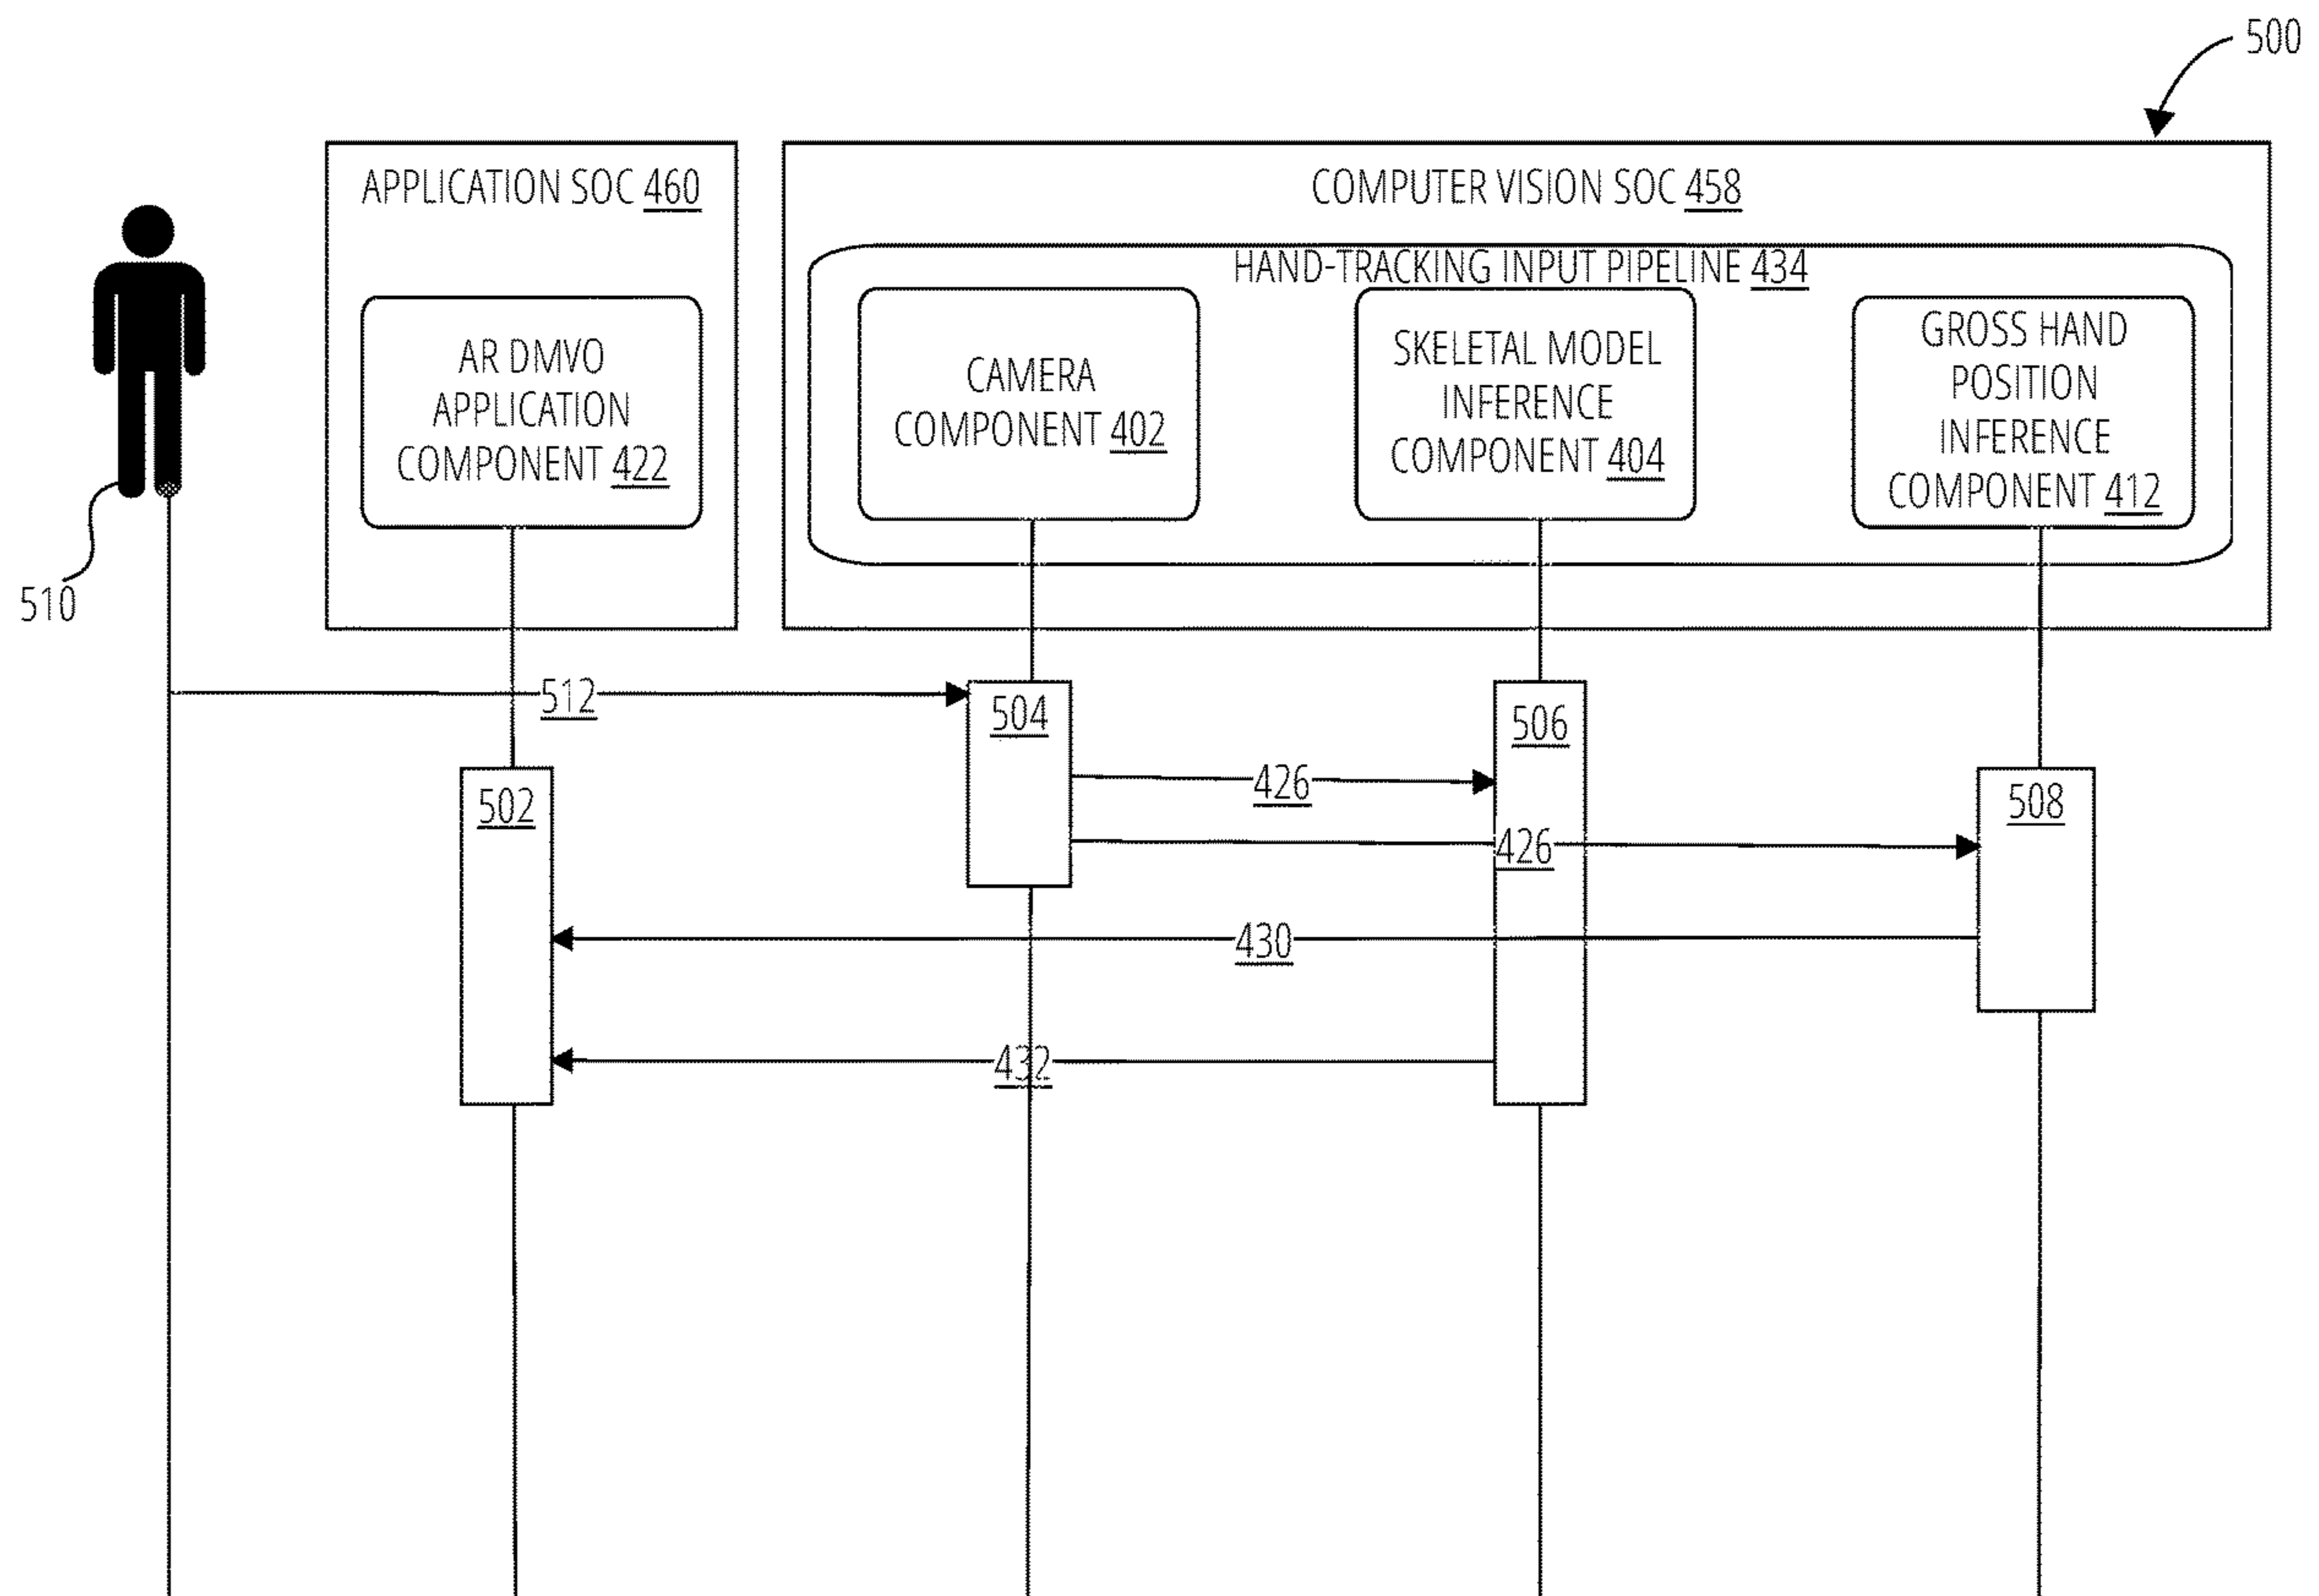 500
APPLICATION SOC 460
COMPUTER VISION SOC 458
HAND-TRACKING INPUT PIPELINE 434
AR DMVO
APPLICATION
COMPONENT 422
CAMERA
COMPONENT 402
SKELETAL MODEL
INFERENCE
COMPONENT 404
GROSS HAND
POSITION
INFERENCE
COMPONENT 412
510
512
504
506
426
502
508
426
430
432